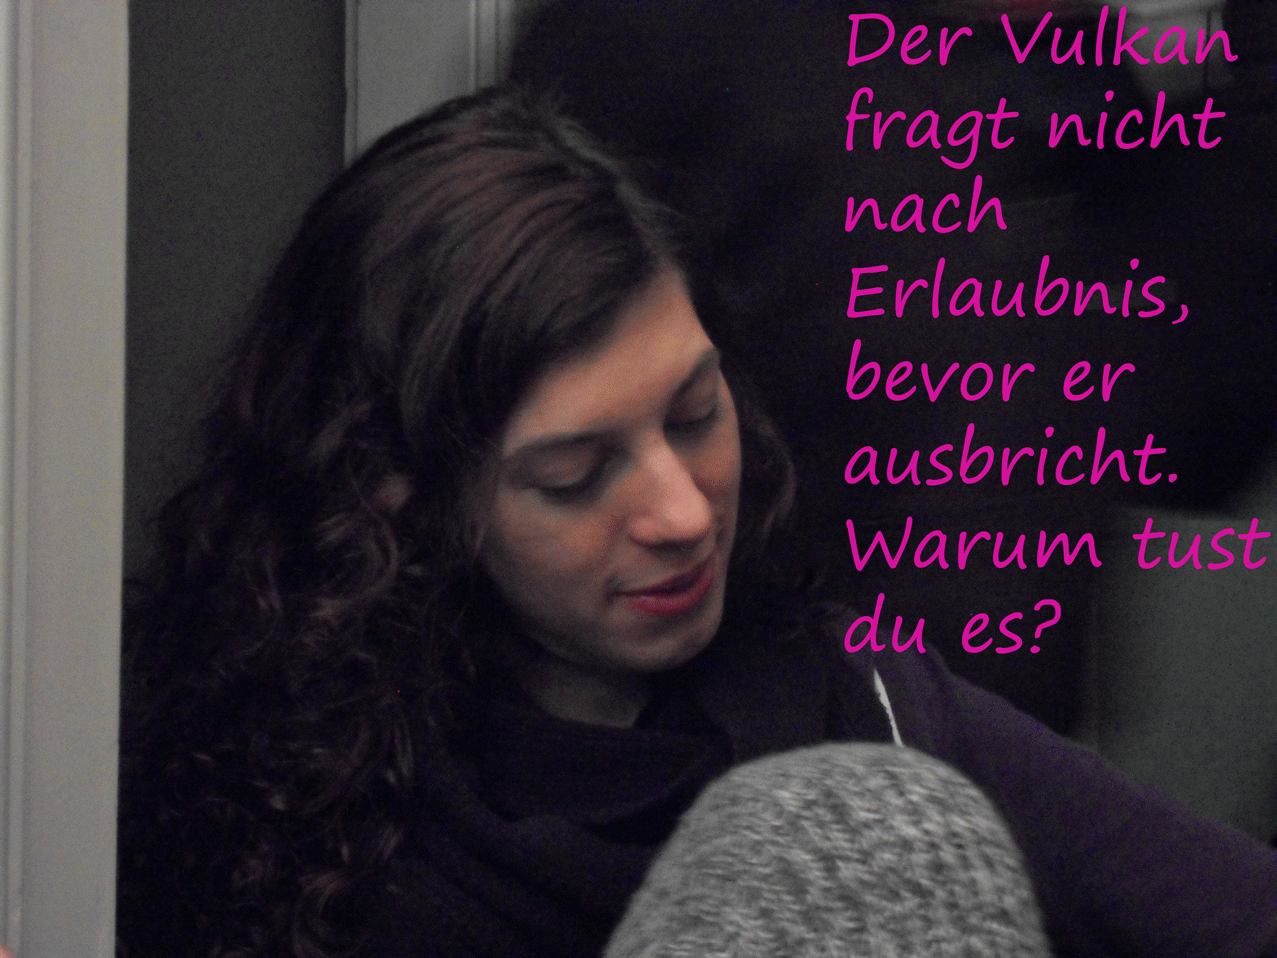 Der Vulkan
fragt nicht
nach
Erlaubnis,
bevor er
ausbricht.
Warum tust
du es?